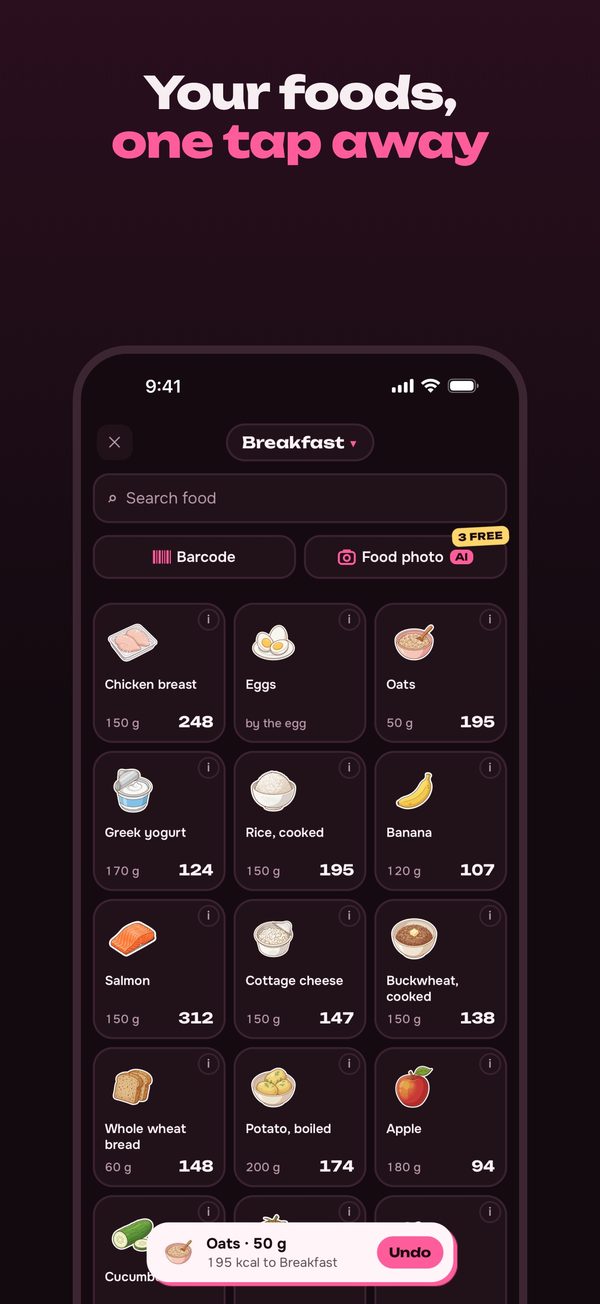 Your foods,
one tap away
9:41
Breakfast ▾
Search food
3 FREE
Barcode
Food photo AI
Chicken breast
150 g 248
Eggs
by the egg
Oats
50 g 195
Greek yogurt
170 g 124
Rice, cooked
150 g 195
Banana
120 g 107
Salmon
150 g 312
Cottage cheese
150 g 147
Buckwheat,
cooked
150 g 138
Whole wheat
bread
60 g 148
Potato, boiled
200 g 174
Apple
180 g 94
Oats · 50 g
195 kcal to Breakfast
Undo